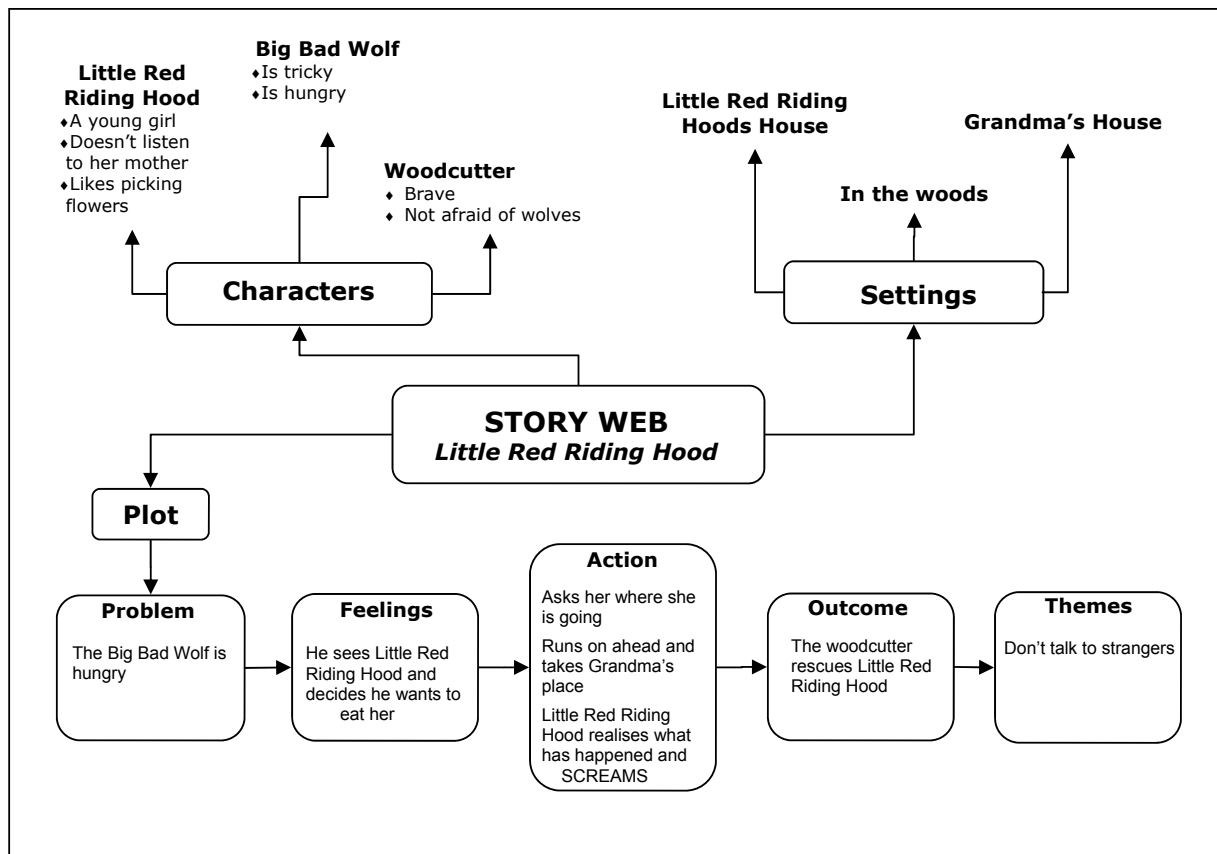 Big Bad Wolf
♦Is tricky
♦Is hungry
Little Red
Riding Hood
♦A young girl
♦Doesn't listen
to her mother
♦Likes picking
flowers
Woodcutter
♦ Brave
♦ Not afraid of wolves
Characters
Little Red Riding
Hoods House
In the woods
Grandma's House
Settings
STORY WEB
Little Red Riding Hood
Plot
Problem
The Big Bad Wolf is
hungry
Feelings
He sees Little Red
Riding Hood and
decides he wants to
eat her
Action
Asks her where she
is going
Runs on ahead and
takes Grandma's
place
Little Red Riding
Hood realises what
has happened and
SCREAMS
Outcome
The woodcutter
rescues Little Red
Riding Hood
Themes
Don't talk to strangers